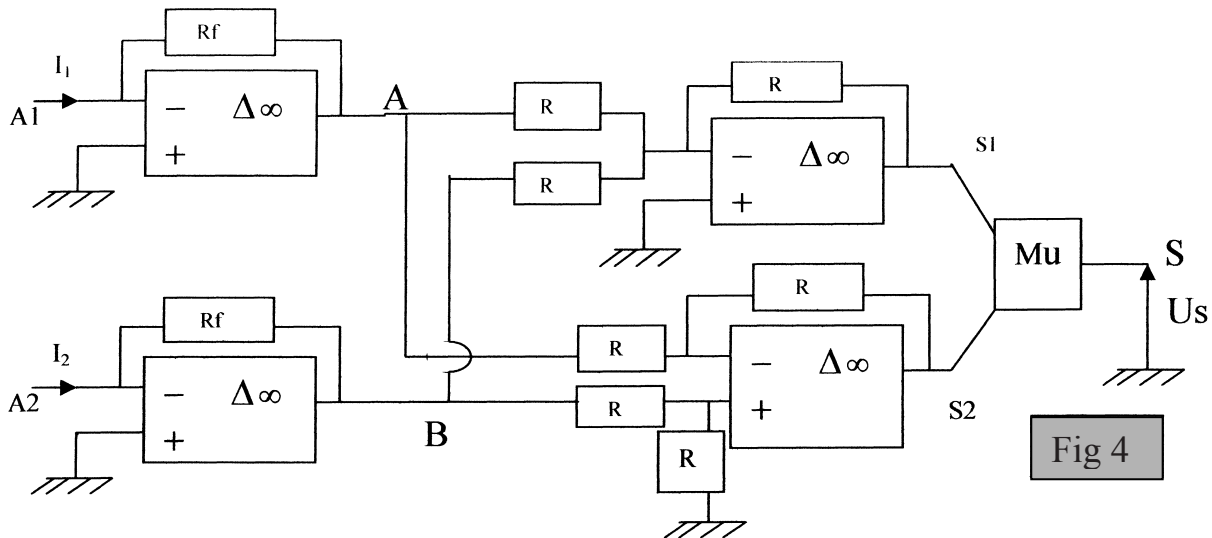 Rf
I₁
A1
− Δ∞
+
A
R
R
R
− Δ∞
+
S1
Mu
S
Us
Rf
I₂
A2
− Δ∞
+
B
R
R
R
R
− Δ∞
+
S2
Fig 4